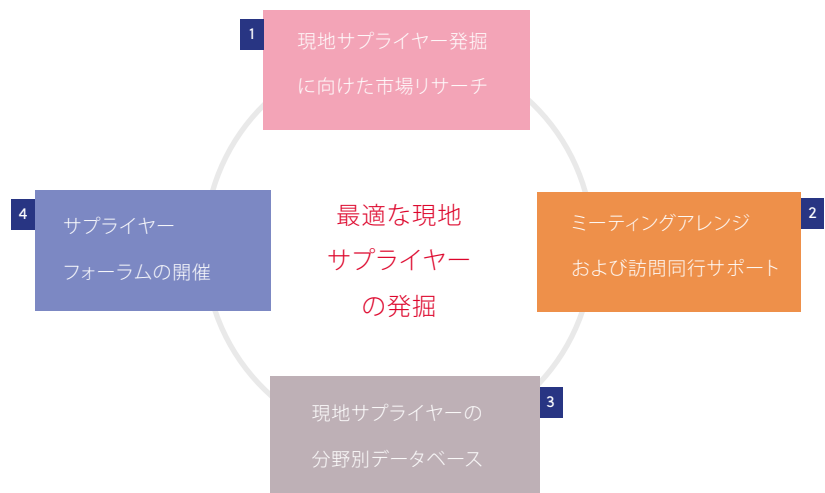 1
現地サプライヤー発掘
に向けた市場リサーチ
2
ミーティングアレンジ
および訪問同行サポート
3
現地サプライヤーの
分野別データベース
4
サプライヤー
フォーラムの開催
最適な現地
サプライヤー
の発掘